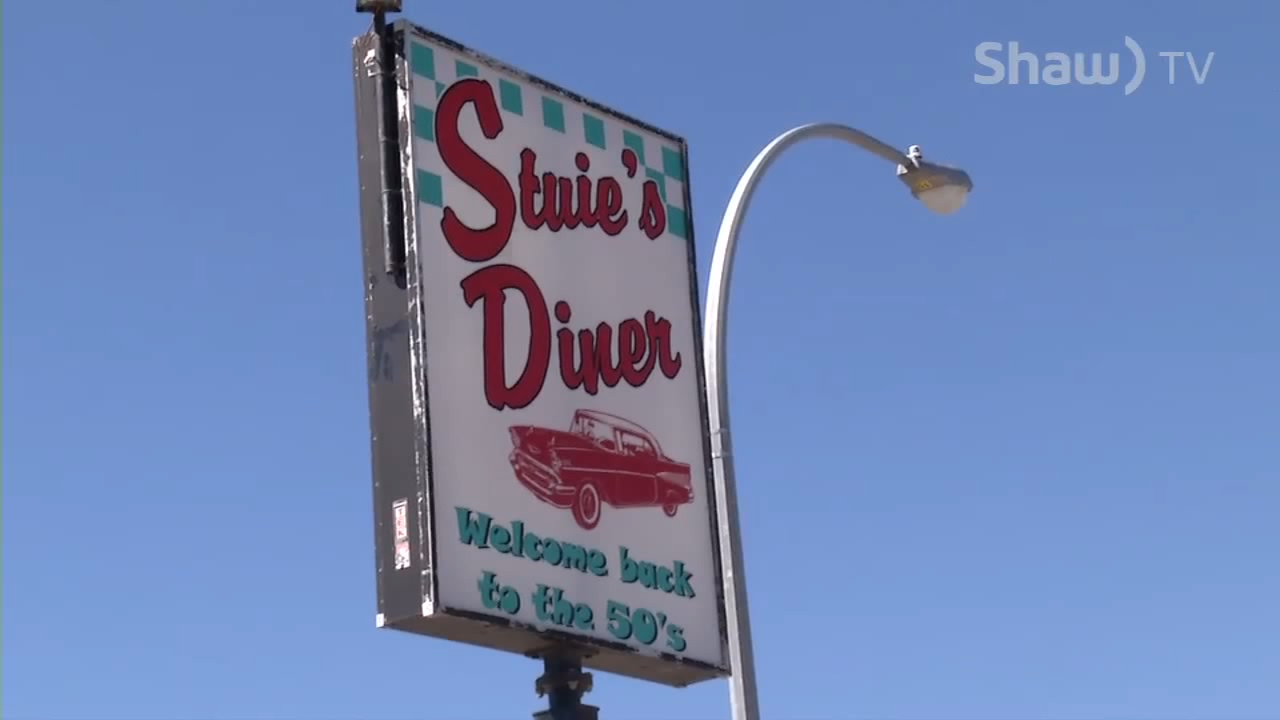 Shaw) TV
Stuie's
Diner
Welcome back
to the 50's